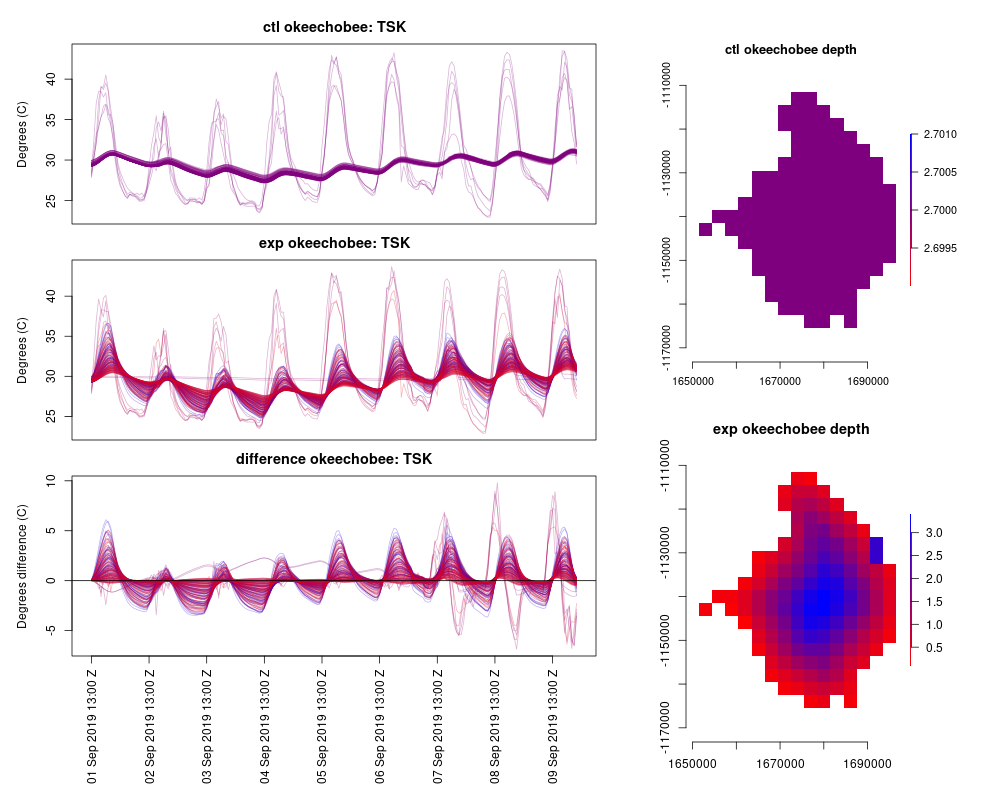 ctl okeechobee: TSK
Degrees (C)
40
35
30
25
exp okeechobee: TSK
Degrees (C)
40
35
30
25
difference okeechobee: TSK
Degrees difference (C)
10
5
0
-5
01 Sep 2019 13:00 Z
02 Sep 2019 13:00 Z
03 Sep 2019 13:00 Z
04 Sep 2019 13:00 Z
05 Sep 2019 13:00 Z
06 Sep 2019 13:00 Z
07 Sep 2019 13:00 Z
08 Sep 2019 13:00 Z
09 Sep 2019 13:00 Z
ctl okeechobee depth
-1110000
-1130000
-1150000
-1170000
1650000 1670000 1690000
2.7010
2.7005
2.7000
2.6995
exp okeechobee depth
-1110000
-1130000
-1150000
-1170000
1650000 1670000 1690000
3.0
2.5
2.0
1.5
1.0
0.5